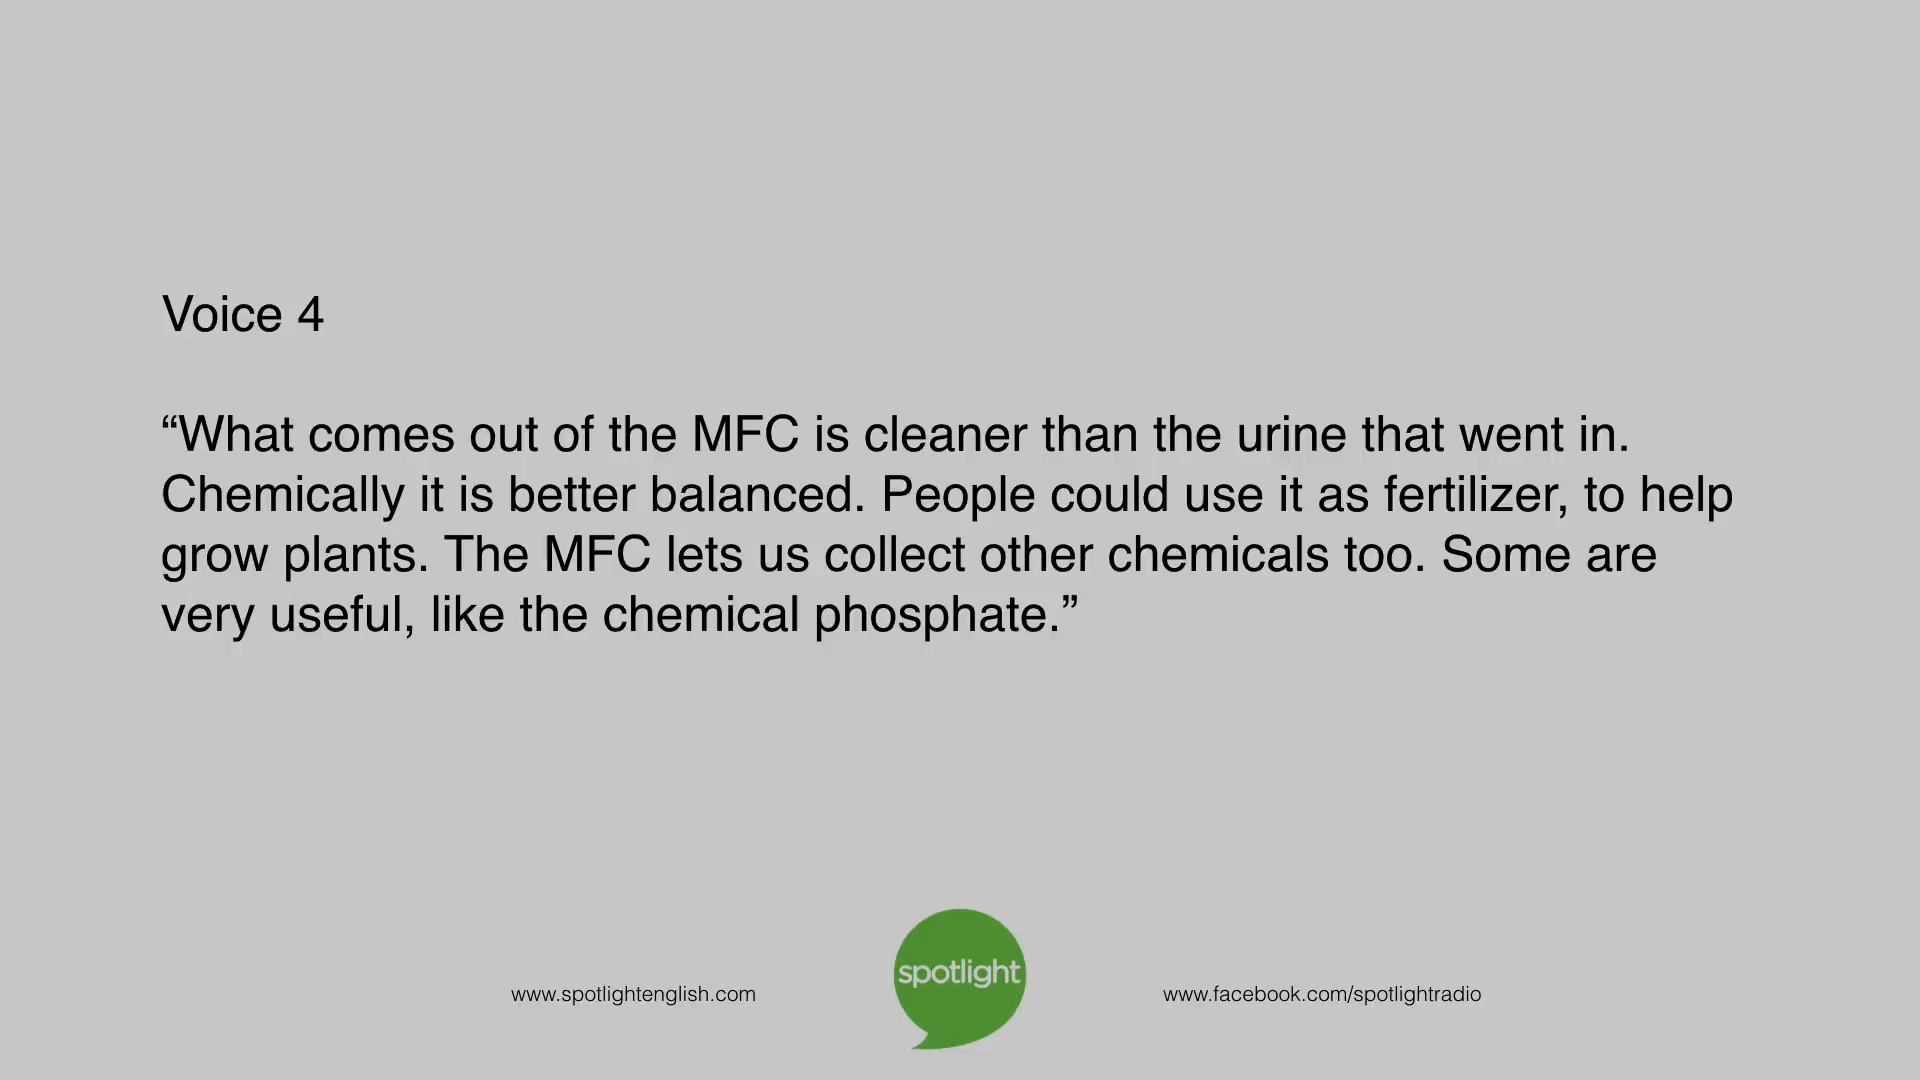 Voice 4
“What comes out of the MFC is cleaner than the urine that went in.
Chemically it is better balanced. People could use it as fertilizer, to help
grow plants. The MFC lets us collect other chemicals too. Some are
very useful, like the chemical phosphate.”
spotlight
www.spotlightenglish.com
www.facebook.com/spotlightradio